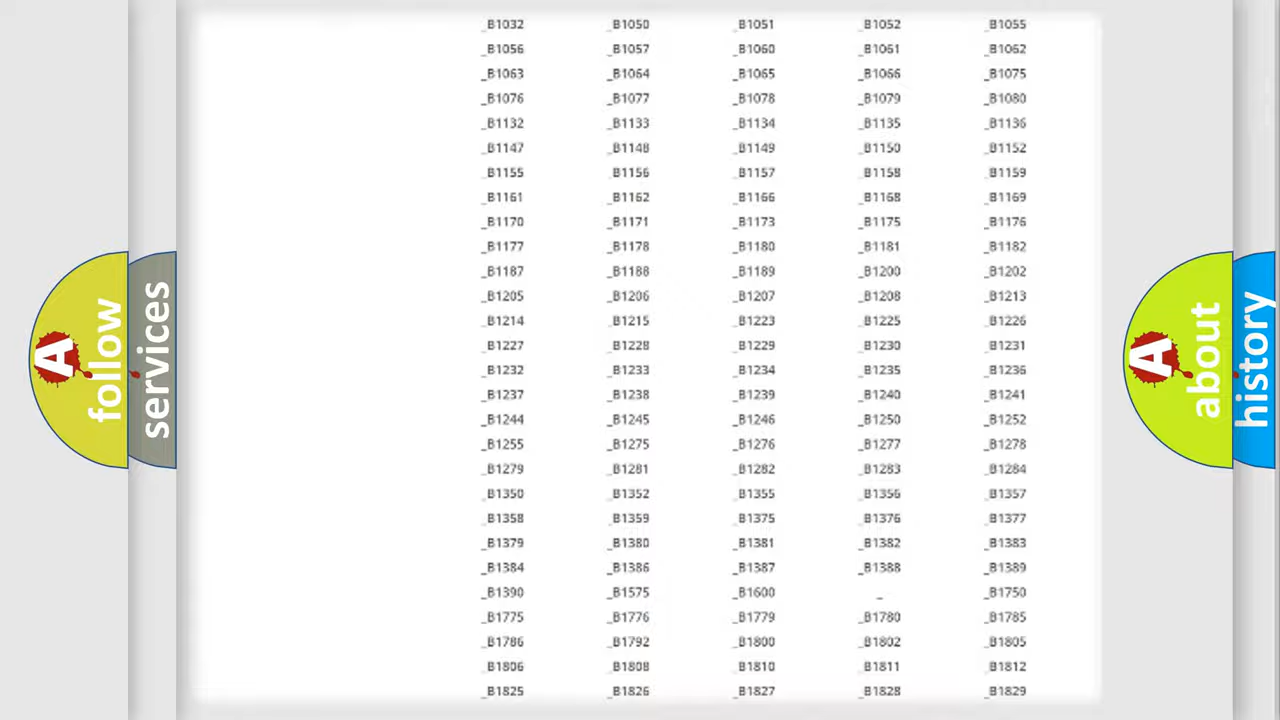 _B1032 _B1050 _B1051 _B1052 _B1055
_B1056 _B1057 _B1060 _B1061 _B1062
_B1063 _B1064 _B1065 _B1066 _B1075
_B1076 _B1077 _B1078 _B1079 _B1080
_B1132 _B1133 _B1134 _B1135 _B1136
_B1147 _B1148 _B1149 _B1150 _B1152
_B1155 _B1156 _B1157 _B1158 _B1159
_B1161 _B1162 _B1166 _B1168 _B1169
_B1170 _B1171 _B1173 _B1175 _B1176
_B1177 _B1178 _B1180 _B1181 _B1182
_B1187 _B1188 _B1189 _B1200 _B1202
_B1205 _B1206 _B1207 _B1208 _B1213
_B1214 _B1215 _B1223 _B1225 _B1226
_B1227 _B1228 _B1229 _B1230 _B1231
_B1232 _B1233 _B1234 _B1235 _B1236
_B1237 _B1238 _B1239 _B1240 _B1241
_B1244 _B1245 _B1246 _B1250 _B1252
_B1255 _B1275 _B1276 _B1277 _B1278
_B1279 _B1281 _B1282 _B1283 _B1284
_B1350 _B1352 _B1355 _B1356 _B1357
_B1358 _B1359 _B1375 _B1376 _B1377
_B1379 _B1380 _B1381 _B1382 _B1383
_B1384 _B1386 _B1387 _B1388 _B1389
_B1390 _B1575 _B1600 _ _B1750
_B1775 _B1776 _B1779 _B1780 _B1785
_B1786 _B1792 _B1800 _B1802 _B1805
_B1806 _B1808 _B1810 _B1811 _B1812
_B1825 _B1826 _B1827 _B1828 _B1829
A follow
services
A about
history